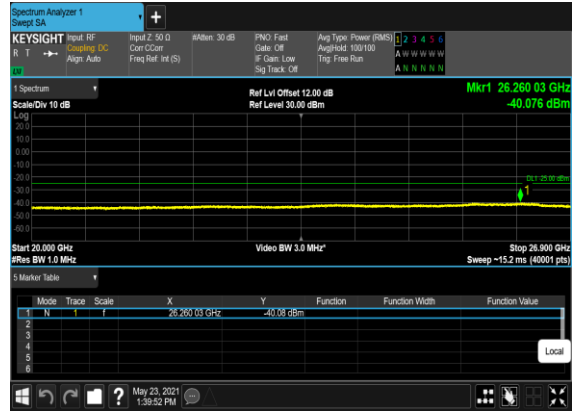 Spectrum Analyzer 1
Swept SA
+
KEYSIGHT Input: RF Input Z: 50 Ω #Atten: 30 dB PNO: Fast Avg Type: Power (RMS) 1 2 3 4 5 6
R T Coupling: DC Corr CCorr Gate: Off Avg|Hold: 100/100 A W W W W W
Align: Auto Freq Ref: Int (S) IF Gain: Low Trig: Free Run
Sig Track: Off A N N N N N
1 Spectrum Ref Lvl Offset 12.00 dB Mkr1 26.260 03 GHz
Scale/Div 10 dB Ref Level 30.00 dBm -40.076 dBm
Log
20.0
10.0
0.00
-10.0
-20.0
DL1 -25.00 dBm
-30.0
1
-40.0
-50.0
-60.0
Start 20.000 GHz Video BW 3.0 MHz* Stop 26.900 GHz
#Res BW 1.0 MHz Sweep ~15.2 ms (40001 pts)
5 Marker Table
Mode Trace Scale X Y Function Function Width Function Value
1 N 1 f 26.260 03 GHz -40.08 dBm
2
3
4
5
6
Local
? May 23, 2021
1:39:52 PM